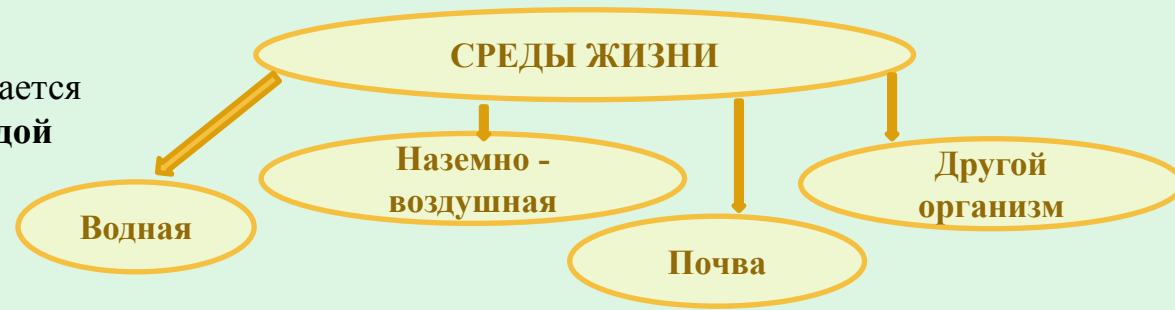 СРЕДЫ ЖИЗНИ
ается
дой
Наземно -
воздушная
Другой
организм
Водная
Почва